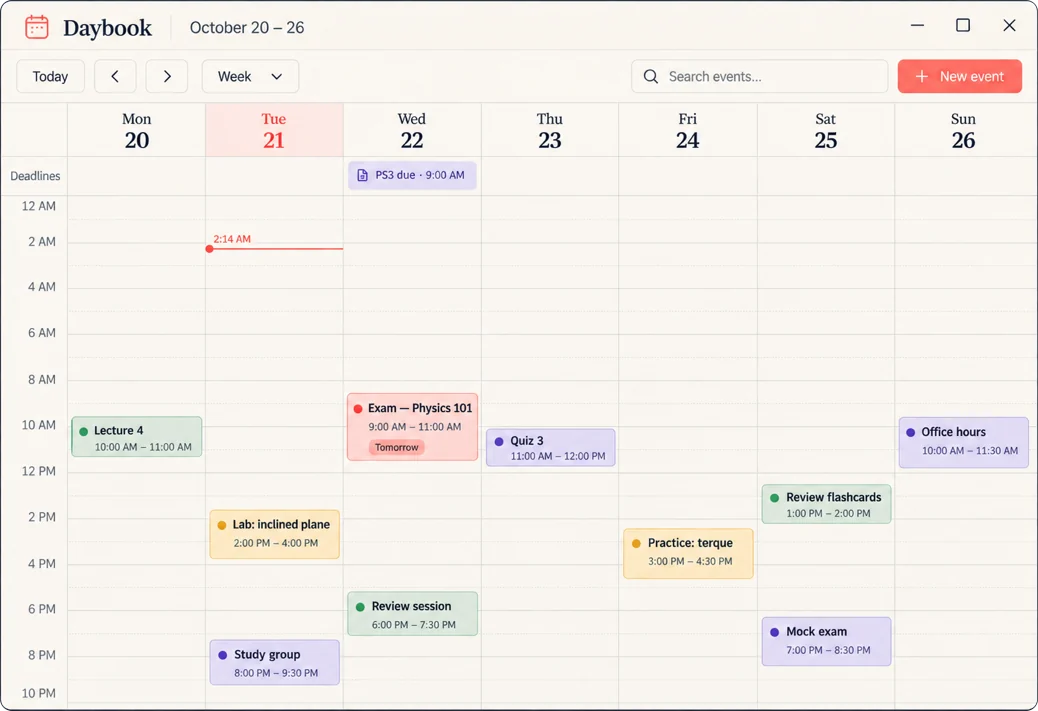 Daybook
October 20 – 26
Today
Week
Search events...
New event
Mon
20
Tue
21
Wed
22
Thu
23
Fri
24
Sat
25
Sun
26
Deadlines
PS3 due · 9:00 AM
12 AM
2 AM
2:14 AM
4 AM
6 AM
8 AM
10 AM
12 PM
2 PM
4 PM
6 PM
8 PM
10 PM
Lecture 4
10:00 AM – 11:00 AM
Lab: inclined plane
2:00 PM – 4:00 PM
Study group
8:00 PM – 9:30 PM
Exam — Physics 101
9:00 AM – 11:00 AM
Tomorrow
Review session
6:00 PM – 7:30 PM
Quiz 3
11:00 AM – 12:00 PM
Practice: terque
3:00 PM – 4:30 PM
Review flashcards
1:00 PM – 2:00 PM
Mock exam
7:00 PM – 8:30 PM
Office hours
10:00 AM – 11:30 AM